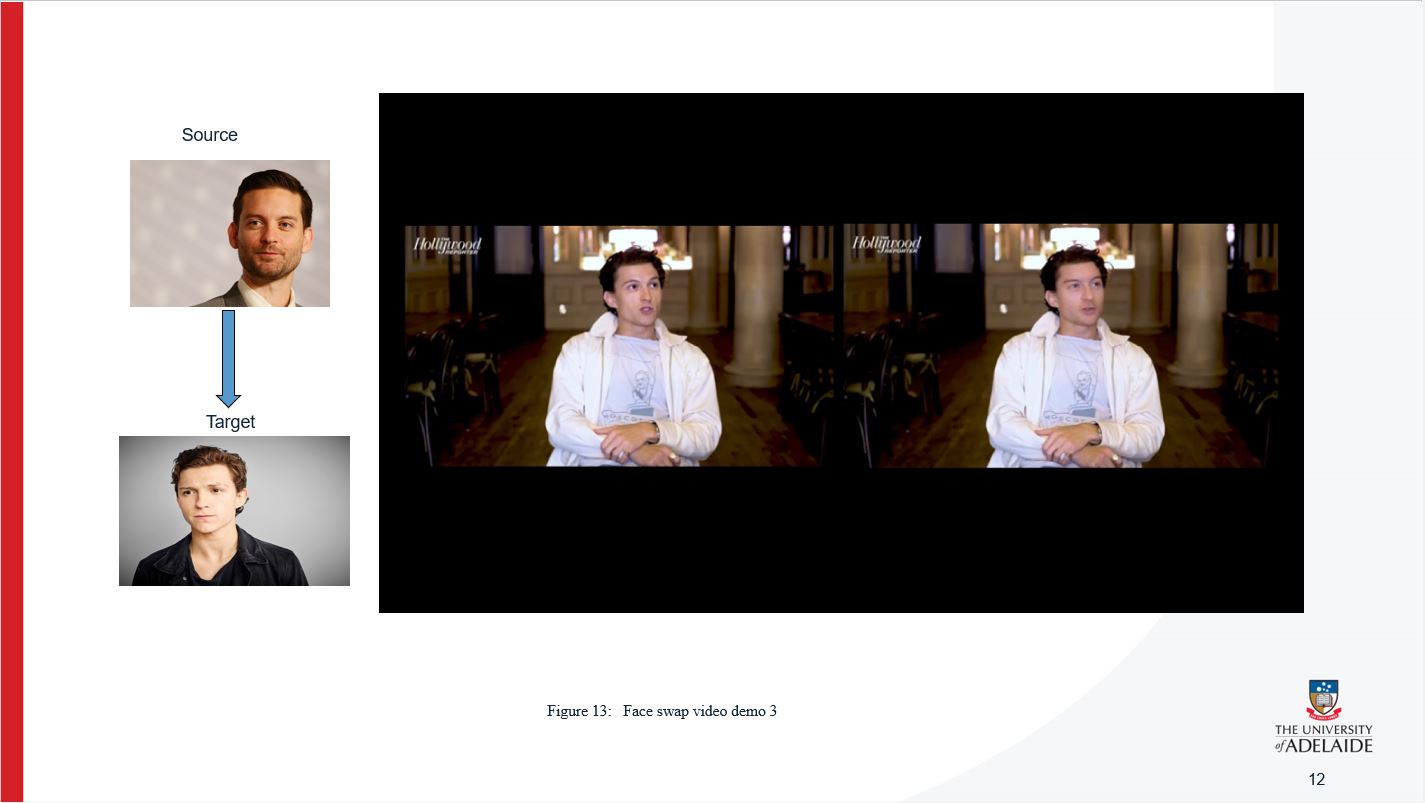 Source
Target
THE
Hollywood
REPORTER
THE
Hollywood
REPORTER
Figure 13: Face swap video demo 3
THE UNIVERSITY
of ADELAIDE
12